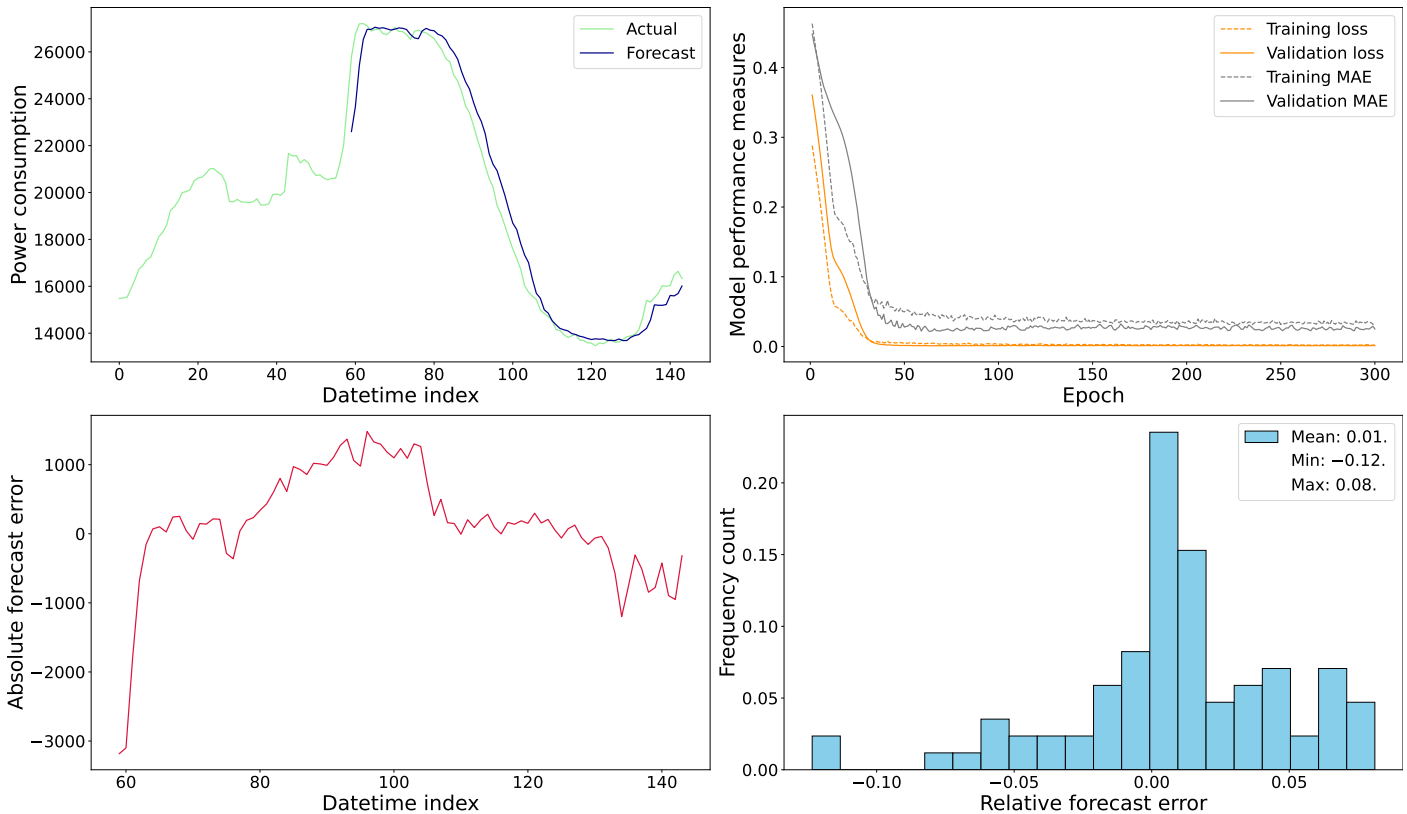 Power consumption
26000
24000
22000
20000
18000
16000
14000
0
20
40
60
80
100
120
140
Datetime index
Actual
Forecast
Model performance measures
0.4
0.3
0.2
0.1
0.0
0
50
100
150
200
250
300
Epoch
Training loss
Validation loss
Training MAE
Validation MAE
Absolute forecast error
1000
0
−1000
−2000
−3000
60
80
100
120
140
Datetime index
Frequency count
0.20
0.15
0.10
0.05
0.00
−0.10
−0.05
0.00
0.05
Relative forecast error
Mean: 0.01.
Min: −0.12.
Max: 0.08.